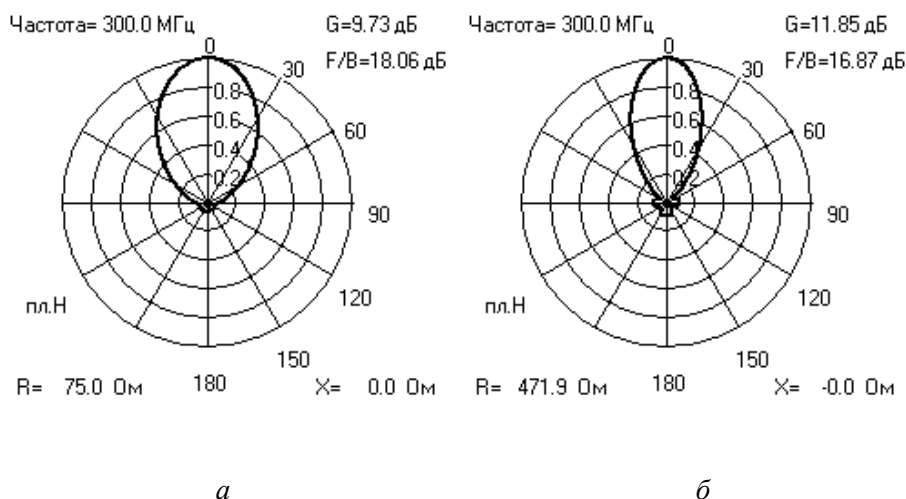 Частота= 300.0 МГц
G=9.73 дБ
F/B=18.06 дБ
0
30
0.8
0.6
60
0.4
0.2
90
пл.H
120
150
R= 75.0 Ом
180
X= 0.0 Ом
а
Частота= 300.0 МГц
G=11.85 дБ
F/B=16.87 дБ
0
30
0.8
0.6
60
0.4
0.2
90
пл.H
120
150
R= 471.9 Ом
180
X= -0.0 Ом
б